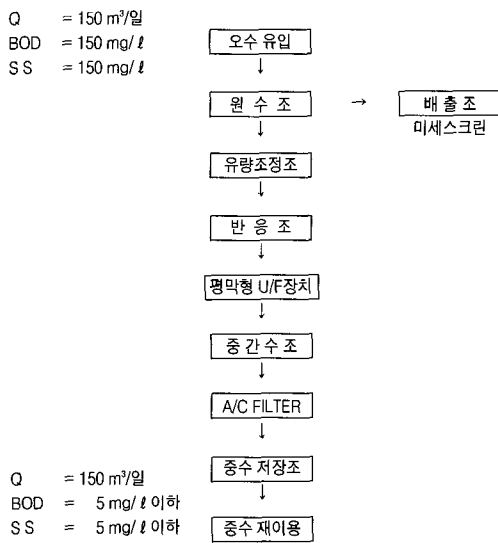 Q = 150 m³/일
BOD = 150 mg/ℓ
S S = 150 mg/ℓ
오수 유입
↓
원 수 조 → 배 출 조
미세스크린
↓
유량조정조
↓
반 응 조
↓
평막형 U/F장치
↓
중 간 수 조
↓
A/C FILTER
↓
중수 저장조
↓
중수 재이용
Q = 150 m³/일
BOD = 5 mg/ℓ 이하
S S = 5 mg/ℓ 이하